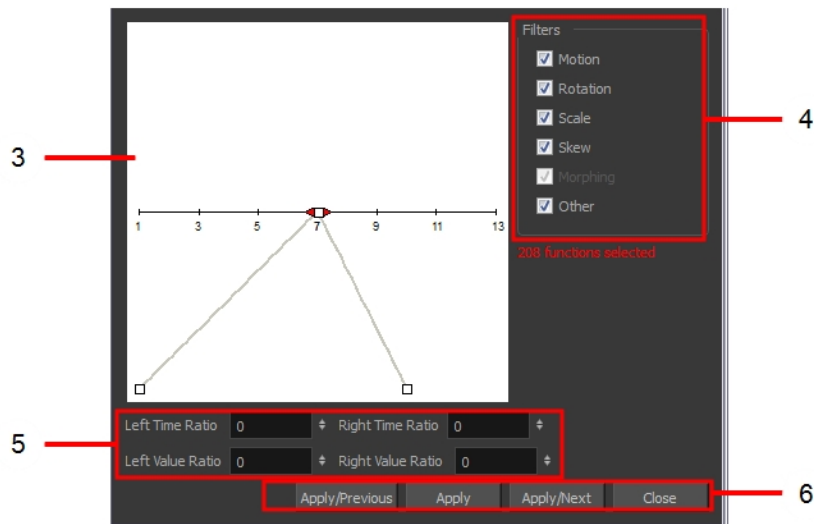 Filters
Motion
Rotation
Scale
Skew
Morphing
Other
4
3
1 3 5 7 9 11 13
208 functions selected
Left Time Ratio 0 Right Time Ratio 0
5
Left Value Ratio 0 Right Value Ratio 0
Apply/Previous Apply Apply/Next Close
6